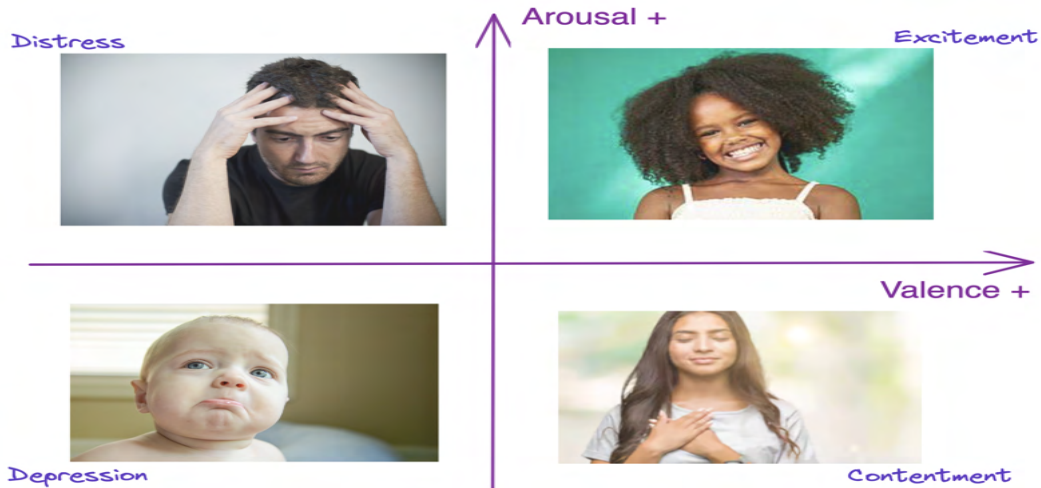 Arousal +
Distress
Excitement
Valence +
Depression
Contentment